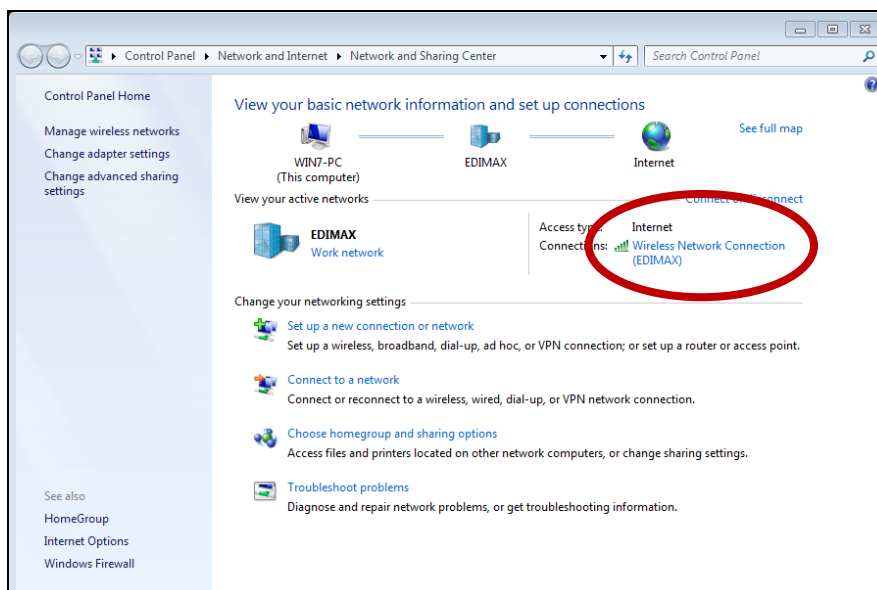 Control Panel Network and Internet Network and Sharing Center Search Control Panel
Control Panel Home
Manage wireless networks
Change adapter settings
Change advanced sharing
settings
See also
HomeGroup
Internet Options
Windows Firewall
View your basic network information and set up connections
See full map
WIN7-PC
(This computer)
EDIMAX
Internet
View your active networks
Connect or disconnect
EDIMAX
Work network
Access type: Internet
Connections: Wireless Network Connection
(EDIMAX)
Change your networking settings
Set up a new connection or network
Set up a wireless, broadband, dial-up, ad hoc, or VPN connection; or set up a router or access point.
Connect to a network
Connect or reconnect to a wireless, wired, dial-up, or VPN network connection.
Choose homegroup and sharing options
Access files and printers located on other network computers, or change sharing settings.
Troubleshoot problems
Diagnose and repair network problems, or get troubleshooting information.